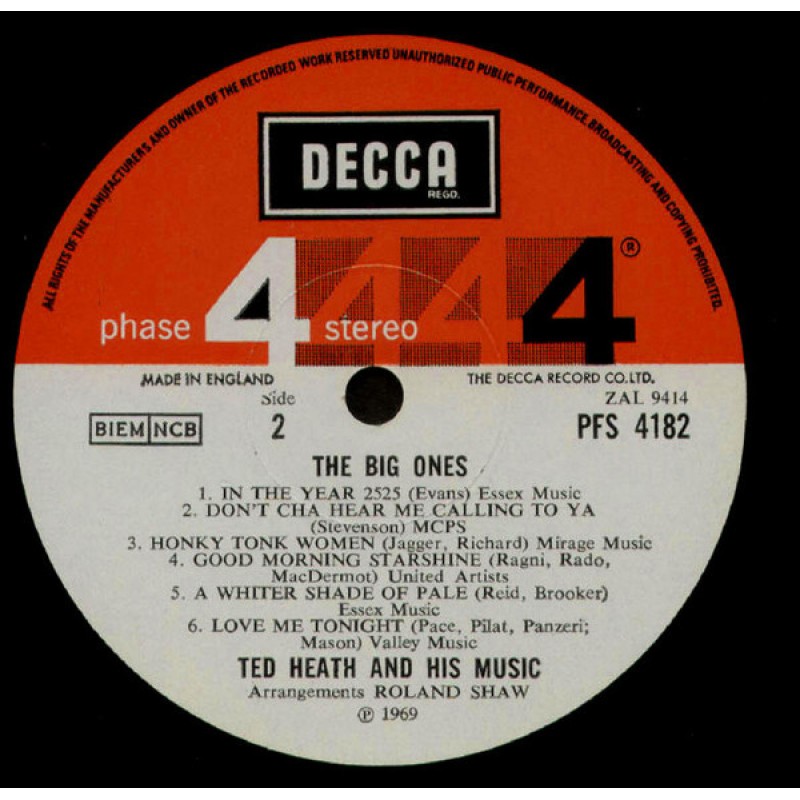 ALL RIGHTS OF THE MANUFACTURERS AND OWNER OF THE RECORDED WORK RESERVED UNAUTHORIZED PUBLIC PERFORMANCE, BROADCASTING AND COPYING PROHIBITED.
DECCA
REGD.
4 4 4 4 ®
phase 4 stereo
MADE IN ENGLAND THE DECCA RECORD CO. LTD.
Side ZAL 9414
BIEM NCB 2 PFS 4182
THE BIG ONES
1. IN THE YEAR 2525 (Evans) Essex Music
2. DON'T CHA HEAR ME CALLING TO YA
(Stevenson) MCPS
3. HONKY TONK WOMEN (Jagger, Richard) Mirage Music
4. GOOD MORNING STARSHINE (Ragni, Rado,
MacDermot) United Artists
5. A WHITER SHADE OF PALE (Reid, Brooker)
Essex Music
6. LOVE ME TONIGHT (Pace, Pilat, Panzeri;
Mason) Valley Music
TED HEATH AND HIS MUSIC
Arrangements ROLAND SHAW
℗ 1969